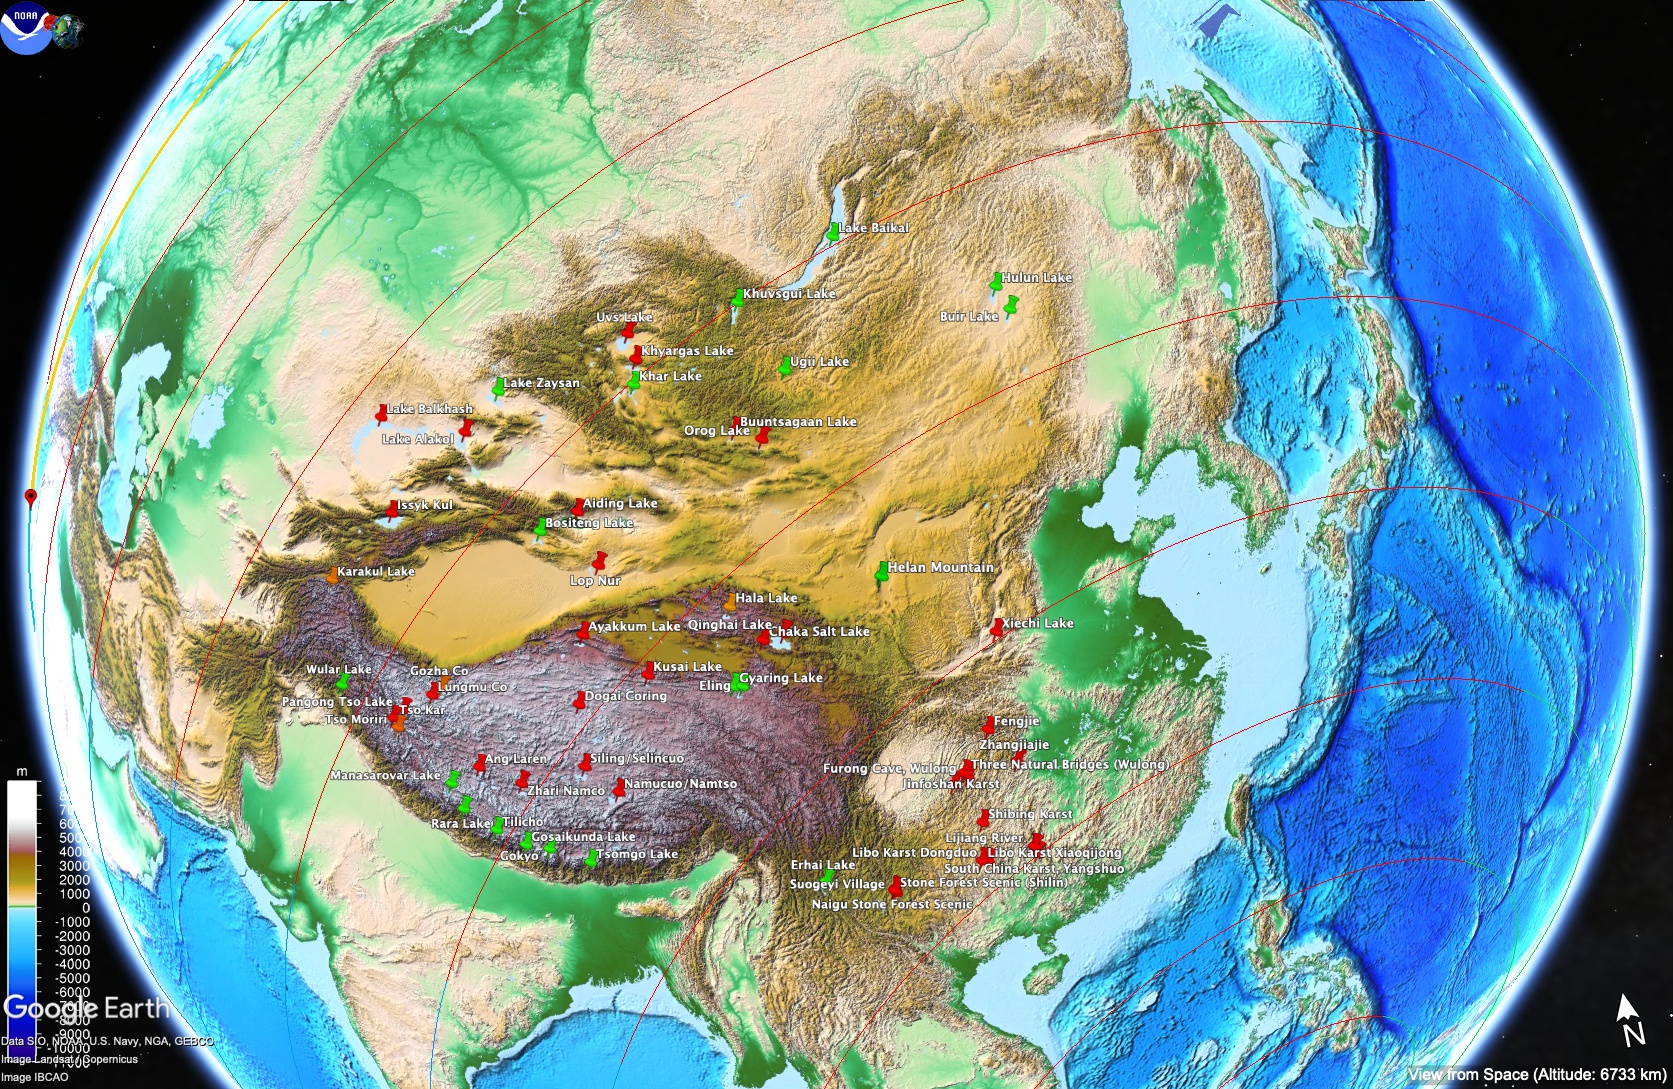 NOAA
Lake Baikal
Hulun Lake
Khuvsgui Lake
Buir Lake
Uvs Lake
Khyargas Lake
Ugii Lake
Khar Lake
Lake Zaysan
Lake Balkhash
Buuntsagaan Lake
Orog Lake
Lake Alakol
Issyk Kul
Aiding Lake
Bositeng Lake
Helan Mountain
Karakul Lake
Lop Nur
Hala Lake
Ayakkum Lake
Qinghai Lake
Chaka Salt Lake
Xiechi Lake
Wular Lake
Gozha Co
Kusai Lake
Lungmu Co
Eling
Gyaring Lake
Pangong Tso Lake
Dogai Coring
Tso Kar
Tso Moriri
Fengjie
Zhangjiajie
Ang Laren
Siling/Selincuo
Furong Cave, Wulong
Three Natural Bridges (Wulong)
Manasarovar Lake
Zhari Namco
Namucuo/Namtso
Jinfoshan Karst
Rara Lake
Tilicho
Shibing Karst
Gosaikunda Lake
Lijiang River
Gokyo
Tsomgo Lake
Libo Karst Dongduo
Libo Karst Xiaoqijong
Erhai Lake
South China Karst, Yangshuo
Suogeyi Village
Stone Forest Scenic (Shilin)
Naigu Stone Forest Scenic
m
5000
4000
3000
2000
1000
0
-1000
-2000
-3000
-4000
-5000
-6000
-9000
-10000
Google Earth
Data SIO, NOAA, U.S. Navy, NGA, GEBCO
Image Landsat / Copernicus
Image IBCAO
N
View from Space (Altitude: 6733 km)